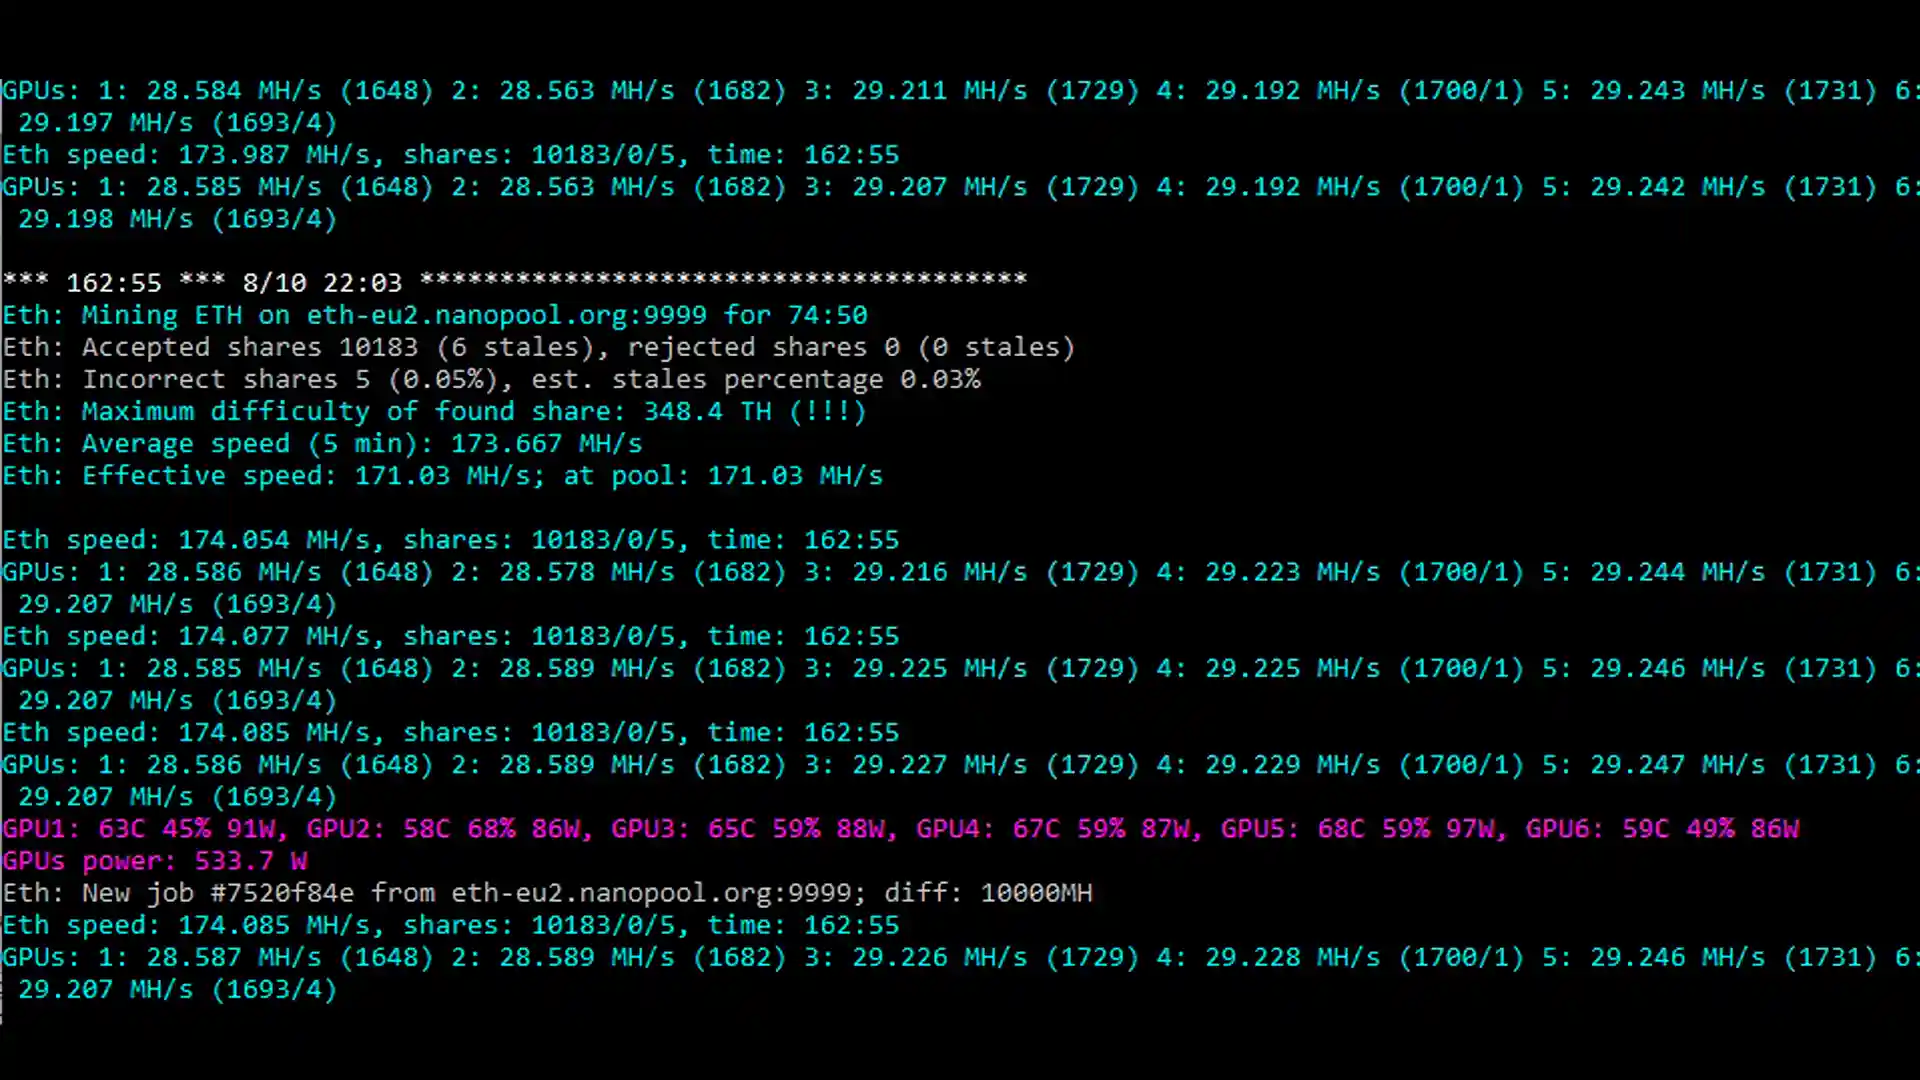 GPUs: 1: 28.584 MH/s (1648) 2: 28.563 MH/s (1682) 3: 29.211 MH/s (1729) 4: 29.192 MH/s (1700/1) 5: 29.243 MH/s (1731) 6:
29.197 MH/s (1693/4)
Eth speed: 173.987 MH/s, shares: 10183/0/5, time: 162:55
GPUs: 1: 28.585 MH/s (1648) 2: 28.563 MH/s (1682) 3: 29.207 MH/s (1729) 4: 29.192 MH/s (1700/1) 5: 29.242 MH/s (1731) 6:
29.198 MH/s (1693/4)
*** 162:55 *** 8/10 22:03 **************************************
Eth: Mining ETH on eth-eu2.nanopool.org:9999 for 74:50
Eth: Accepted shares 10183 (6 stales), rejected shares 0 (0 stales)
Eth: Incorrect shares 5 (0.05%), est. stales percentage 0.03%
Eth: Maximum difficulty of found share: 348.4 TH (!!!)
Eth: Average speed (5 min): 173.667 MH/s
Eth: Effective speed: 171.03 MH/s; at pool: 171.03 MH/s
Eth speed: 174.054 MH/s, shares: 10183/0/5, time: 162:55
GPUs: 1: 28.586 MH/s (1648) 2: 28.578 MH/s (1682) 3: 29.216 MH/s (1729) 4: 29.223 MH/s (1700/1) 5: 29.244 MH/s (1731) 6:
29.207 MH/s (1693/4)
Eth speed: 174.077 MH/s, shares: 10183/0/5, time: 162:55
GPUs: 1: 28.585 MH/s (1648) 2: 28.589 MH/s (1682) 3: 29.225 MH/s (1729) 4: 29.225 MH/s (1700/1) 5: 29.246 MH/s (1731) 6:
29.207 MH/s (1693/4)
Eth speed: 174.085 MH/s, shares: 10183/0/5, time: 162:55
GPUs: 1: 28.586 MH/s (1648) 2: 28.589 MH/s (1682) 3: 29.227 MH/s (1729) 4: 29.229 MH/s (1700/1) 5: 29.247 MH/s (1731) 6:
29.207 MH/s (1693/4)
GPU1: 63C 45% 91W, GPU2: 58C 68% 86W, GPU3: 65C 59% 88W, GPU4: 67C 59% 87W, GPU5: 68C 59% 97W, GPU6: 59C 49% 86W
GPUs power: 533.7 W
Eth: New job #7520f84e from eth-eu2.nanopool.org:9999; diff: 10000MH
Eth speed: 174.085 MH/s, shares: 10183/0/5, time: 162:55
GPUs: 1: 28.587 MH/s (1648) 2: 28.589 MH/s (1682) 3: 29.226 MH/s (1729) 4: 29.228 MH/s (1700/1) 5: 29.246 MH/s (1731) 6:
29.207 MH/s (1693/4)